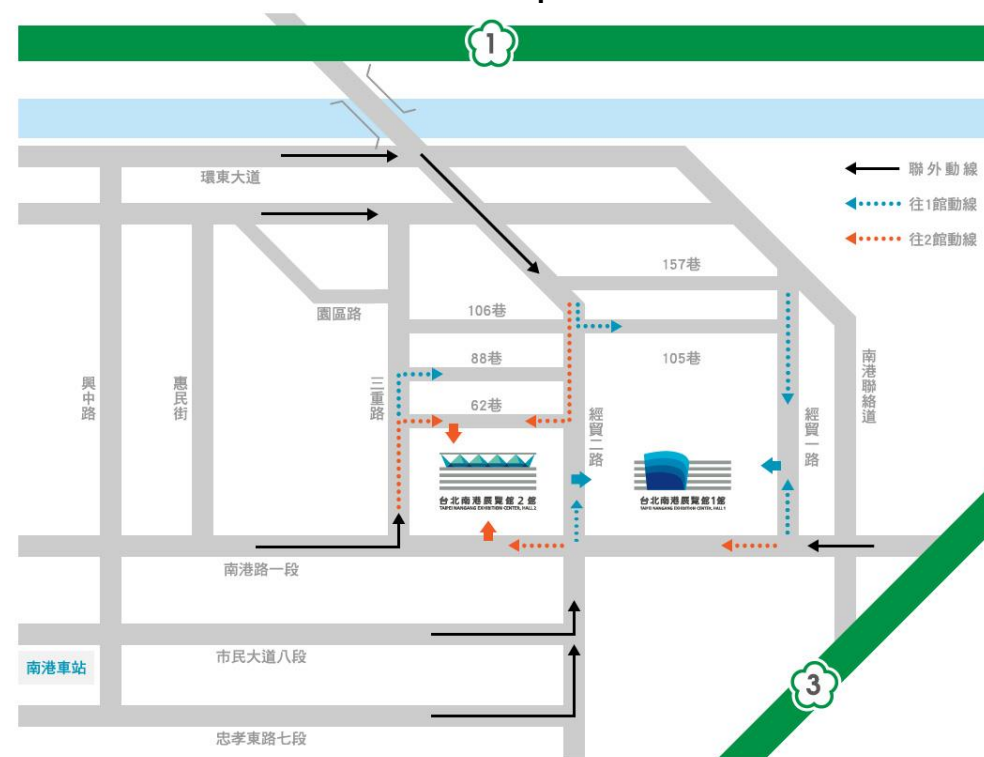 1
聯外動線
環東大道
往1館動線
往2館動線
157巷
106巷
園區路
88巷
105巷
興中路
惠民街
三重路
62巷
經貿二路
經貿一路
南港聯絡道
台北南港展覽館2館
TAIPEI NANGANG EXHIBITION CENTER, HALL 2
台北南港展覽館1館
TAIPEI NANGANG EXHIBITION CENTER, HALL 1
南港路一段
市民大道八段
南港車站
3
忠孝東路七段